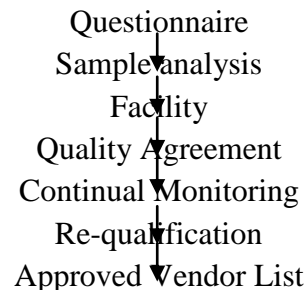 Questionnaire
Sample analysis
Facility
Quality Agreement
Continual Monitoring
Re-qualification
Approved Vendor List